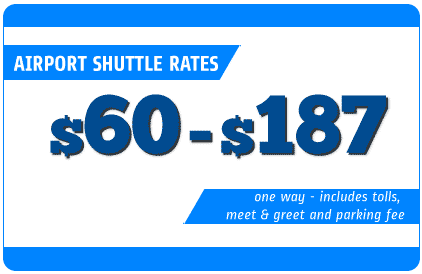 AIRPORT SHUTTLE RATES
$60-$187
one way - includes tolls,
meet & greet and parking fee